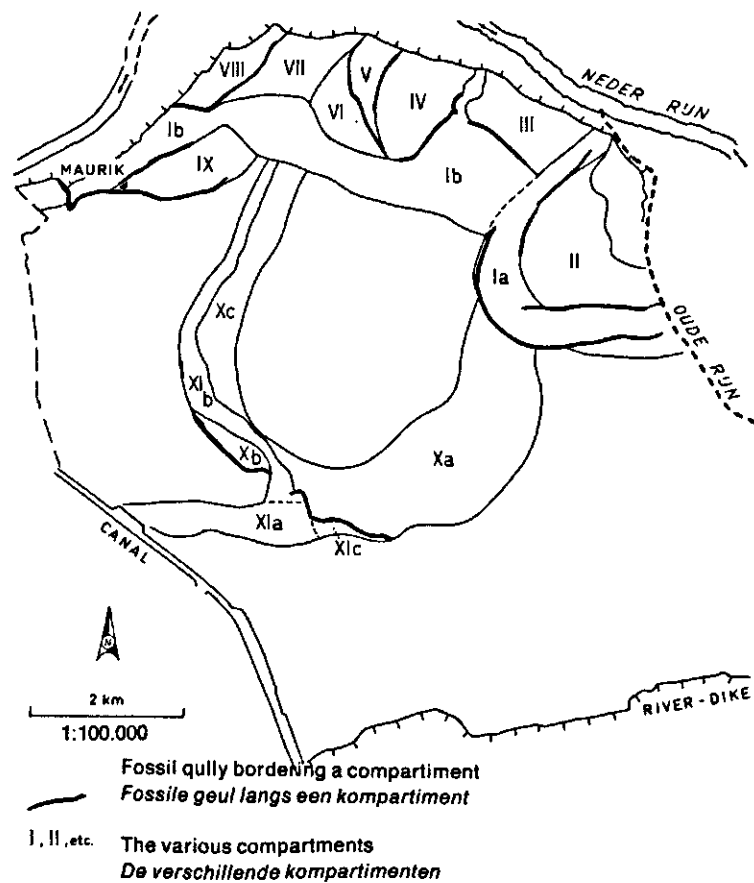 NEDER RIJN
VIII
VII
V
VI
IV
III
Ib
MAURIK
IX
Ib
II
Ia
Xc
OUDE RIJN
XIb
Xb
Xa
XIa
XIc
CANAL
N
2 km
1:100.000
RIVER-DIKE
Fossil qully bordering a compartiment
Fossile geul langs een kompartiment
I, II, etc. The various compartments
De verschillende kompartimenten